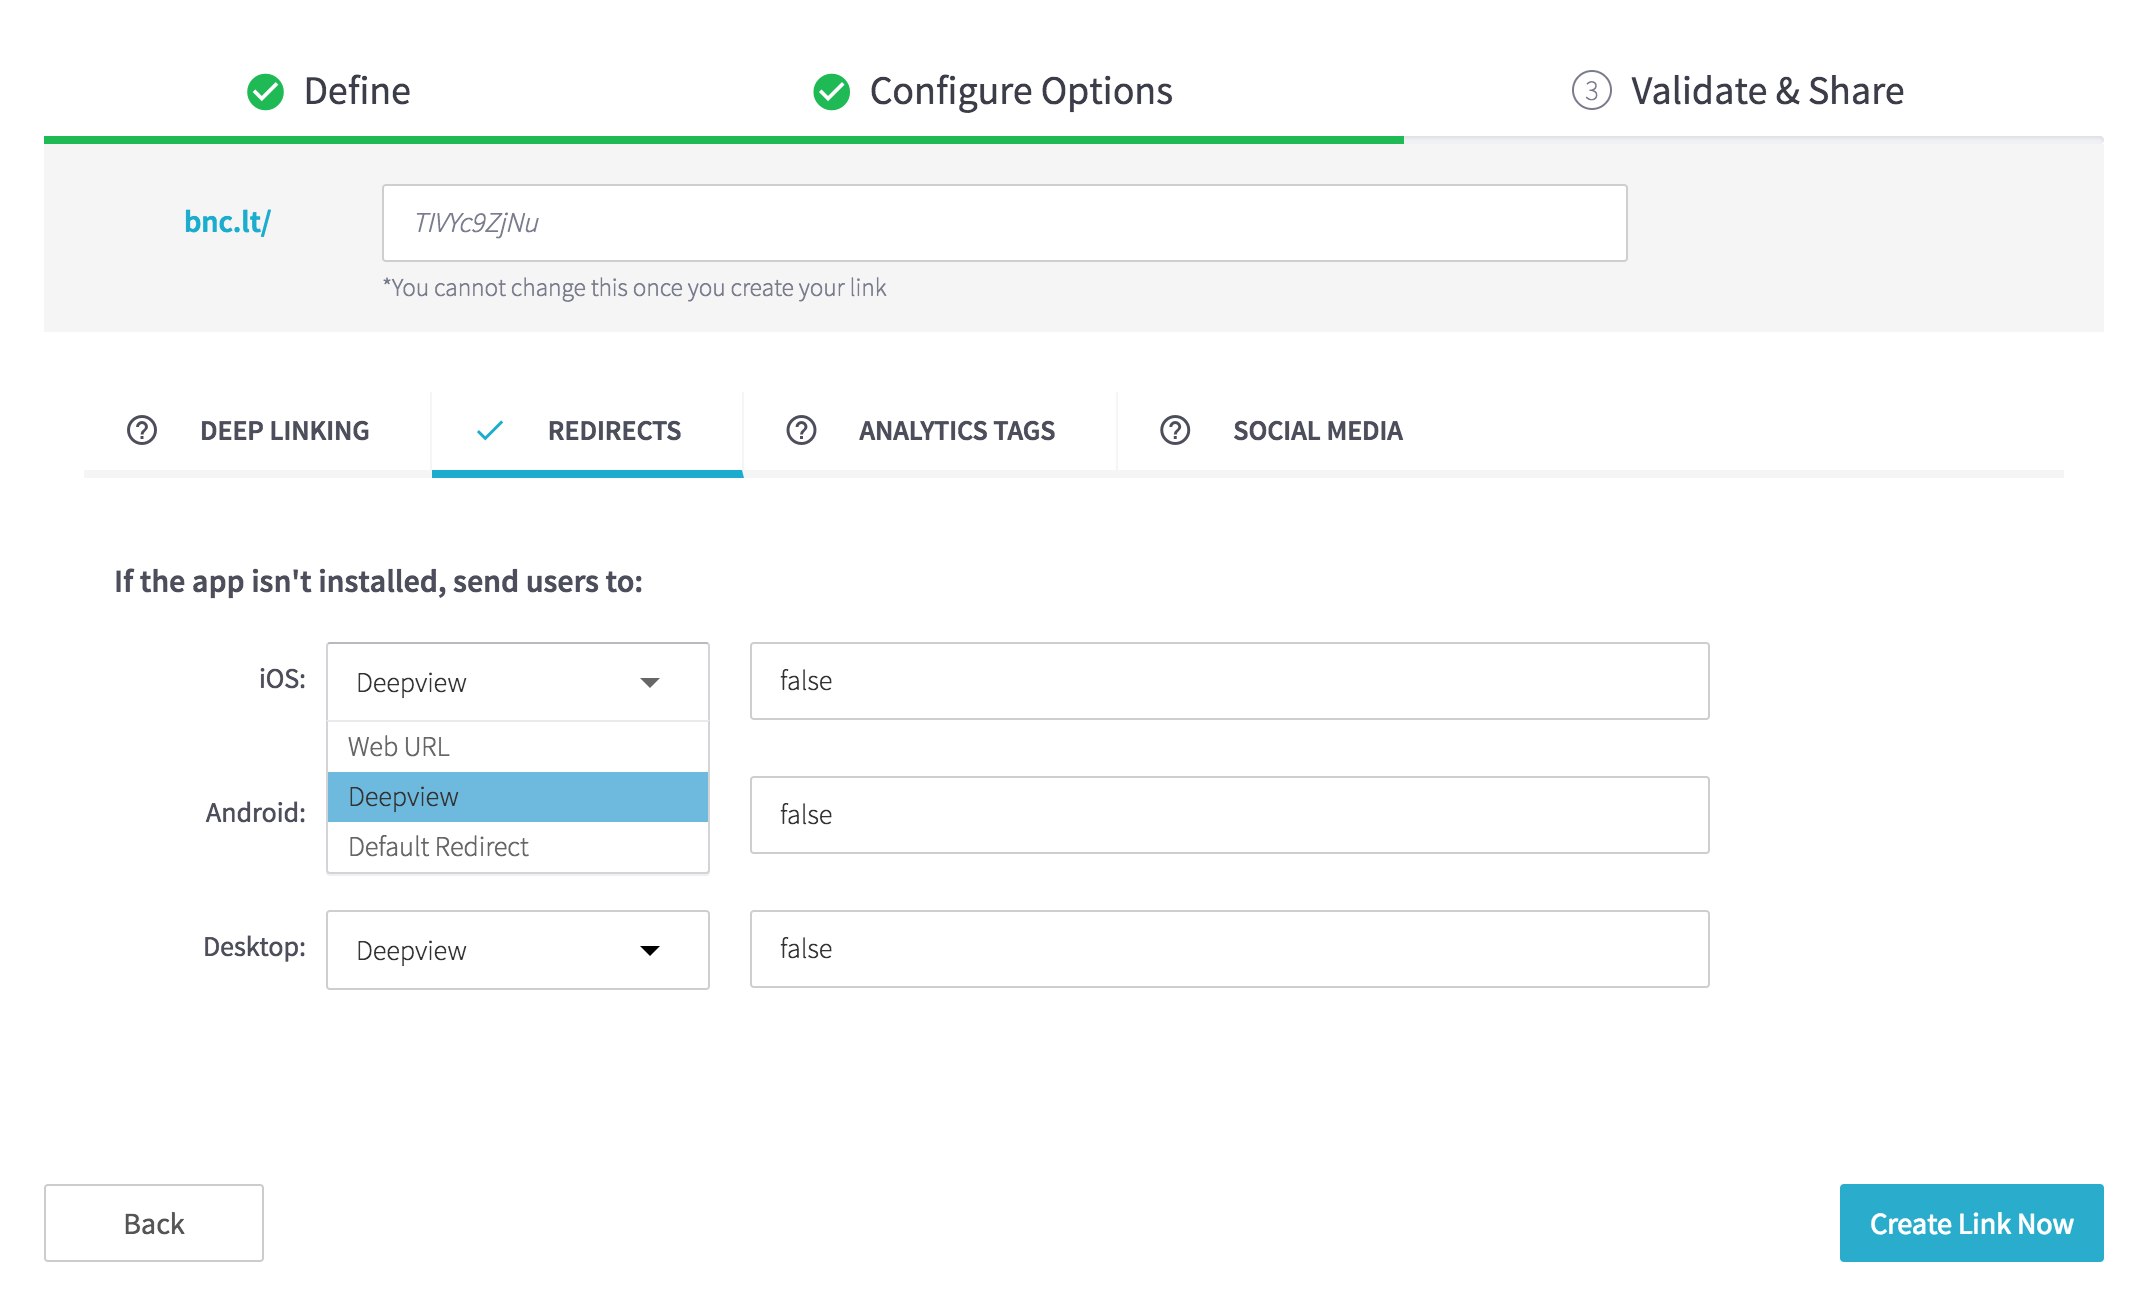 Define
Configure Options
3 Validate & Share
bnc.lt/
TIVYc9ZjNu
*You cannot change this once you create your link
DEEP LINKING
REDIRECTS
ANALYTICS TAGS
SOCIAL MEDIA
If the app isn't installed, send users to:
iOS: Deepview false
Web URL
Deepview
Android: false
Default Redirect
Desktop: Deepview false
Back
Create Link Now